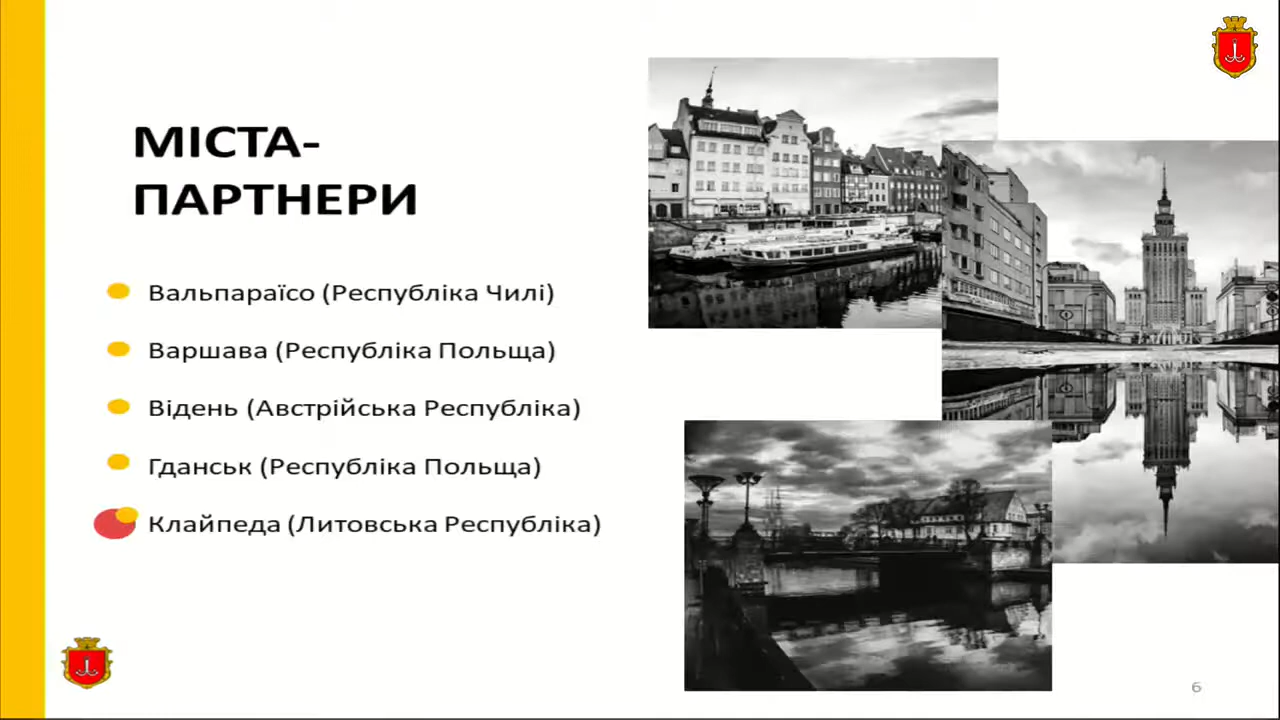 МІСТА-
ПАРТНЕРИ
Вальпараїсо (Республіка Чилі)
Варшава (Республіка Польща)
Відень (Австрійська Республіка)
Гданськ (Республіка Польща)
Клайпеда (Литовська Республіка)
6